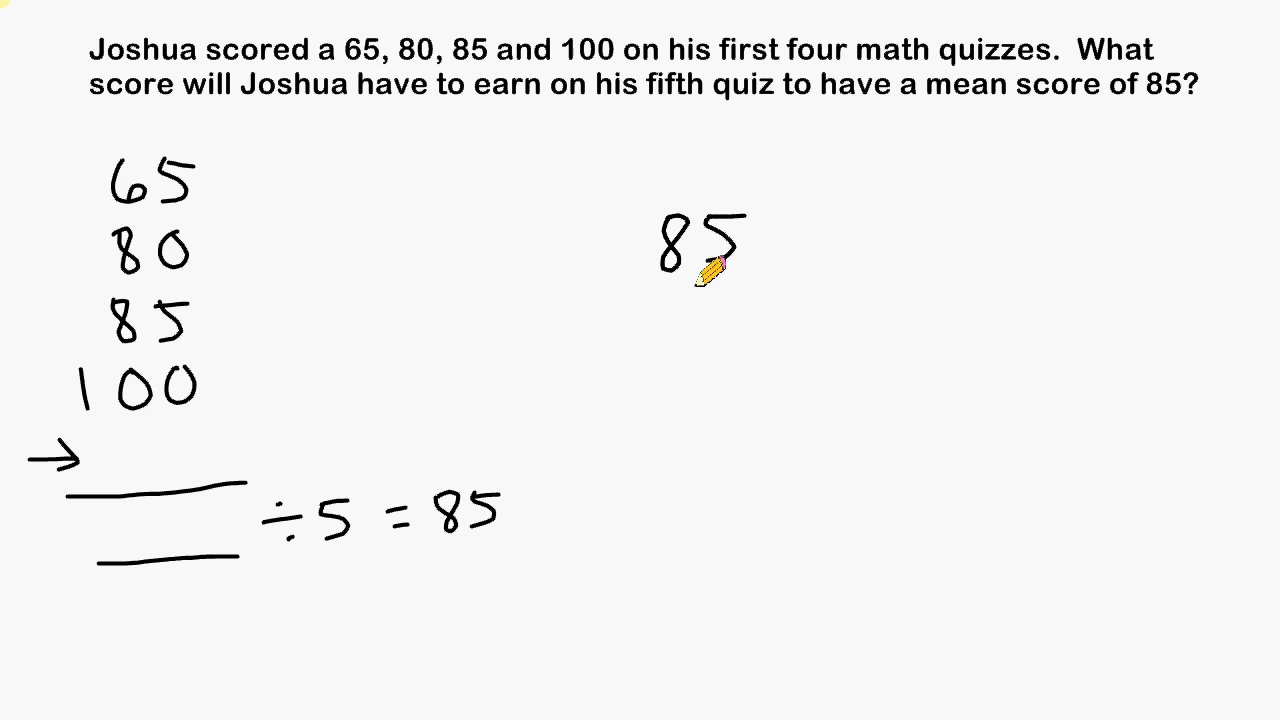 Joshua scored a 65, 80, 85 and 100 on his first four math quizzes. What
score will Joshua have to earn on his fifth quiz to have a mean score of 85?
65
80
85
100
→
÷5 = 85
85